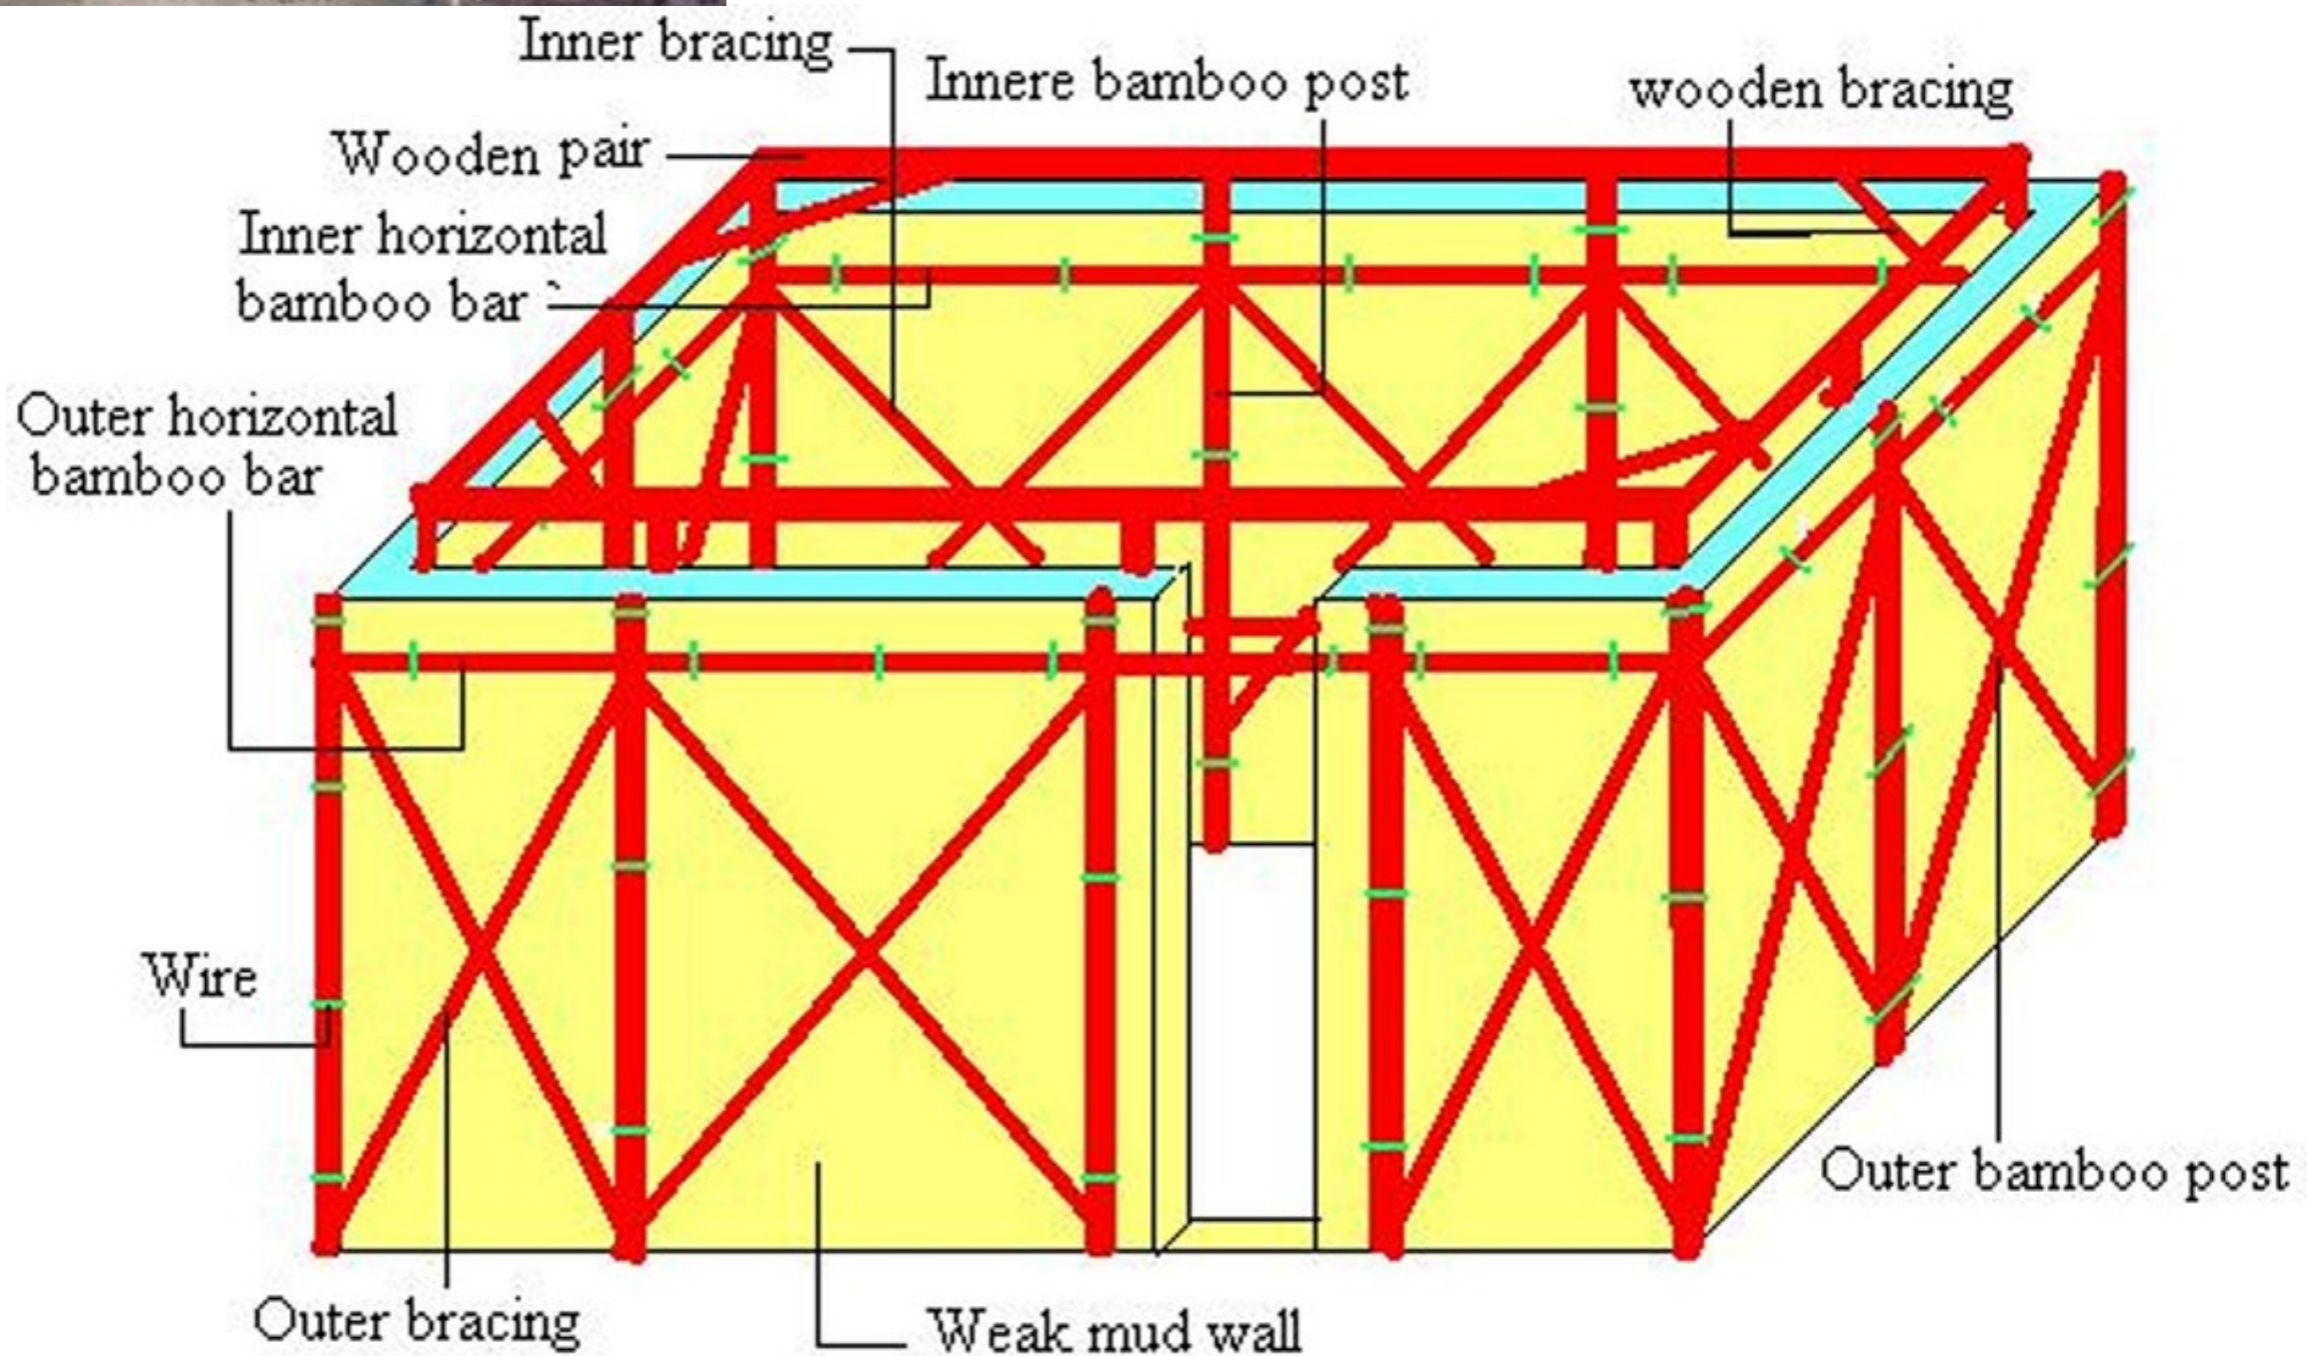 Inner bracing
Innere bamboo post
wooden bracing
Wooden pair
Inner horizontal
bamboo bar
Outer horizontal
bamboo bar
Wire
Outer bamboo post
Outer bracing
Weak mud wall